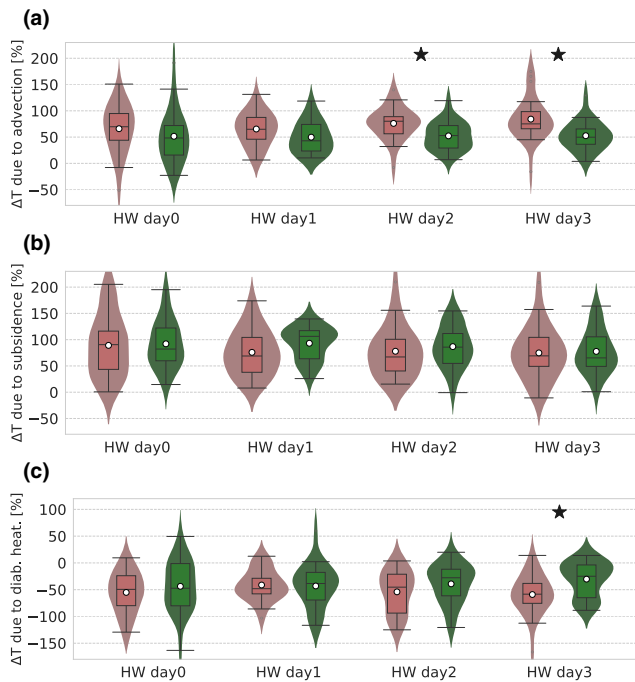 (a)
ΔT due to advection [%]
200
150
100
50
0
−50
HW day0 HW day1 HW day2 HW day3
(b)
ΔT due to subsidence [%]
200
150
100
50
0
−50
HW day0 HW day1 HW day2 HW day3
(c)
ΔT due to diab. heat. [%]
100
50
0
−50
−100
−150
HW day0 HW day1 HW day2 HW day3